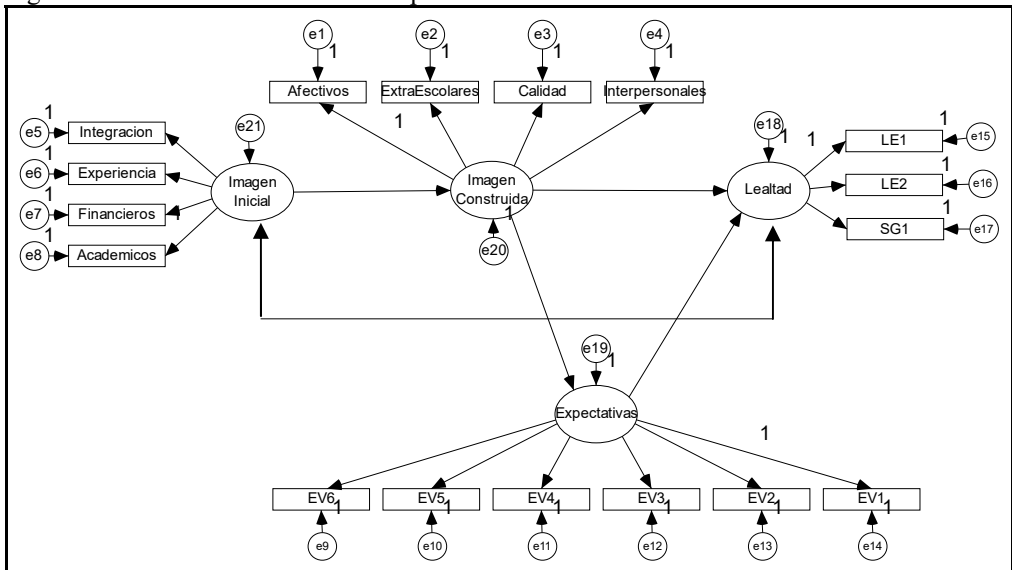 e1
e2
e3
e4
1
1
1
1
Afectivos
ExtraEscolares
Calidad
Interpersonales
e5
1
Integracion
e6
1
Experiencia
e7
1
Financieros
e8
1
Academicos
e21
Imagen
Inicial
1
1
Imagen
Construida
1
e20
e18
1
Lealtad
1
LE1
1
e15
LE2
1
e16
SG1
1
e17
e19
1
Expectativas
1
EV6
1
EV5
1
EV4
1
EV3
1
EV2
1
EV1
1
e9
e10
e11
e12
e13
e14